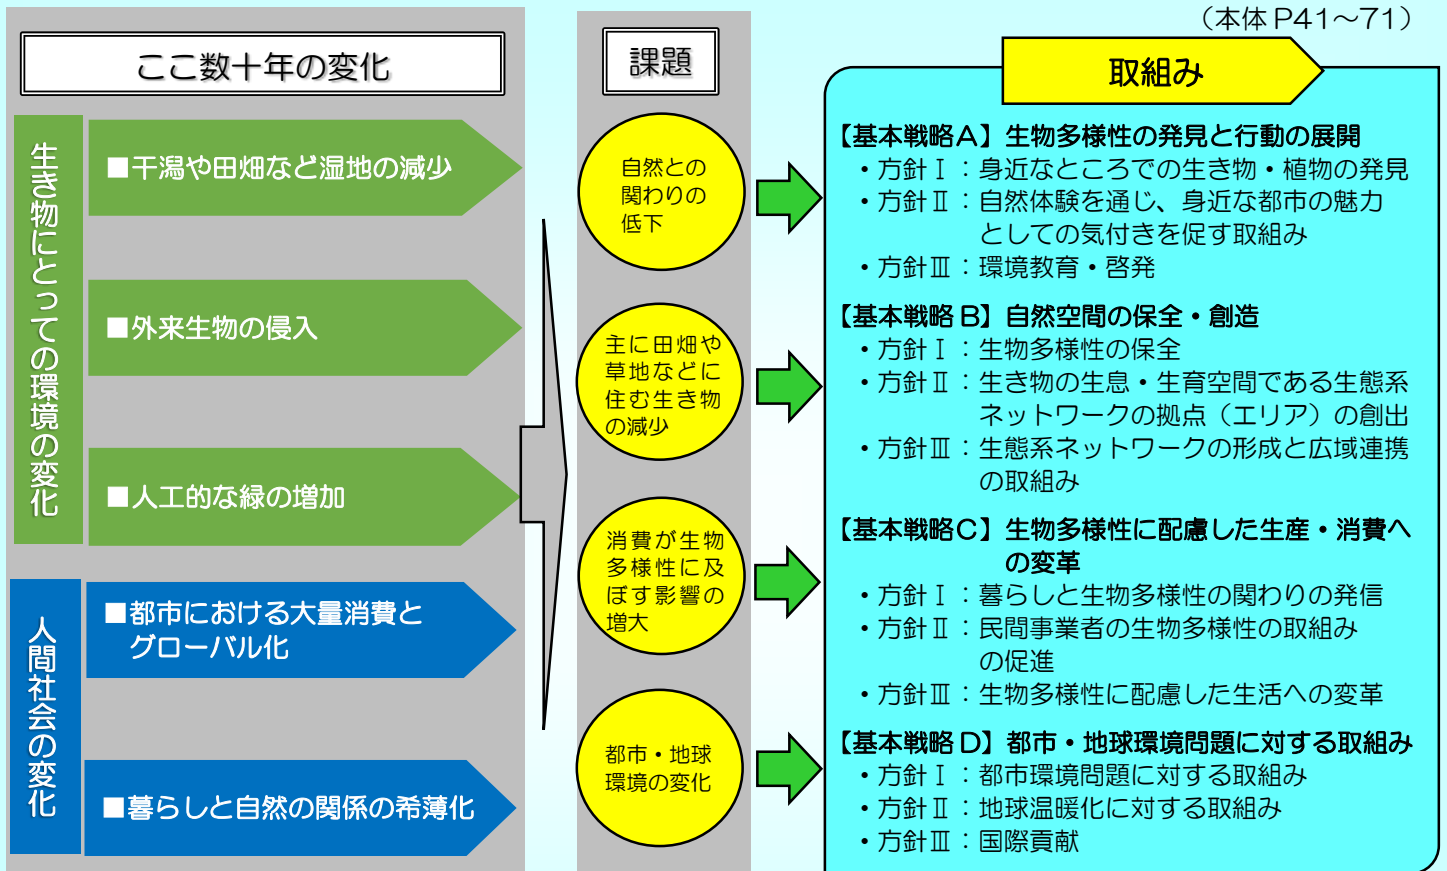 （本体 P41～71）
ここ数十年の変化
生き物にとっての環境の変化
■干潟や田畑など湿地の減少
■外来生物の侵入
■人工的な緑の増加
人間社会の変化
■都市における大量消費と
グローバル化
■暮らしと自然の関係の希薄化
課題
自然との
関わりの
低下
主に田畑や
草地などに
住む生き物
の減少
消費が生物
多様性に及
ぼす影響の
増大
都市・地球
環境の変化
取組み
【基本戦略A】生物多様性の発見と行動の展開
・方針Ⅰ：身近なところでの生き物・植物の発見
・方針Ⅱ：自然体験を通じ、身近な都市の魅力
としての気付きを促す取組み
・方針Ⅲ：環境教育・啓発
【基本戦略B】自然空間の保全・創造
・方針Ⅰ：生物多様性の保全
・方針Ⅱ：生き物の生息・生育空間である生態系
ネットワークの拠点（エリア）の創出
・方針Ⅲ：生態系ネットワークの形成と広域連携
の取組み
【基本戦略C】生物多様性に配慮した生産・消費へ
の変革
・方針Ⅰ：暮らしと生物多様性の関わりの発信
・方針Ⅱ：民間事業者の生物多様性の取組み
の促進
・方針Ⅲ：生物多様性に配慮した生活への変革
【基本戦略D】都市・地球環境問題に対する取組み
・方針Ⅰ：都市環境問題に対する取組み
・方針Ⅱ：地球温暖化に対する取組み
・方針Ⅲ：国際貢献